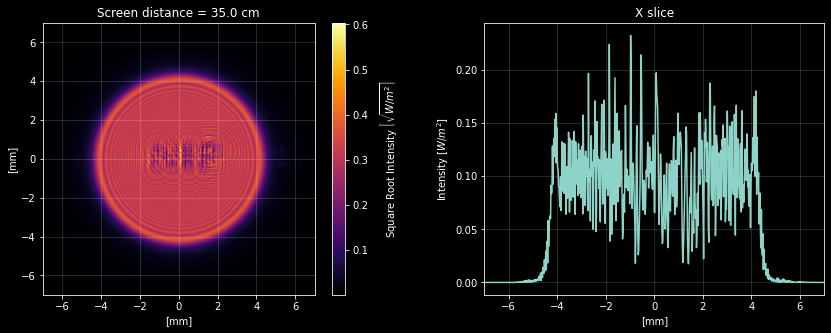 Screen distance = 35.0 cm
6
4
2
0
−2
−4
−6
[mm]
−6 −4 −2 0 2 4 6
[mm]
0.6
0.5
0.4
0.3
0.2
0.1
Square Root Intensity [√W/m²]
X slice
0.20
0.15
0.10
0.05
0.00
Intensity [W/m²]
−6 −4 −2 0 2 4 6
[mm]